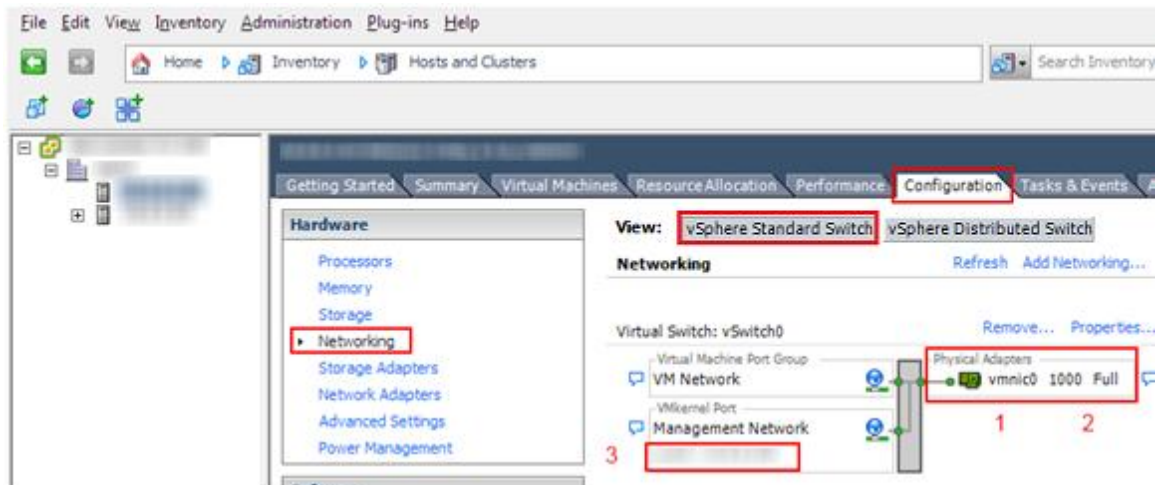 File Edit View Inventory Administration Plug-ins Help
Home Inventory Hosts and Clusters
Search Inventory
Getting Started Summary Virtual Machines Resource Allocation Performance Configuration Tasks & Events
Hardware
Processors
Memory
Storage
Networking
Storage Adapters
Network Adapters
Advanced Settings
Power Management
View: vSphere Standard Switch vSphere Distributed Switch
Networking Refresh Add Networking...
Virtual Switch: vSwitch0 Remove... Properties...
Virtual Machine Port Group Physical Adapters
VM Network vmnic0 1000 Full
VMkernel Port
Management Network 1 2
3